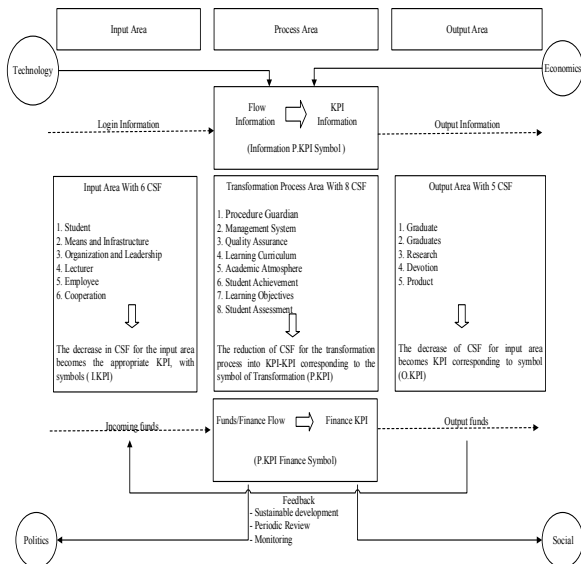 Input Area
Process Area
Output Area
Technology
Economics
Flow
Information
KPI
Information
(Information P.KPI Symbol )
Login Information
Output Information
Input Area With 6 CSF
1. Student
2. Means and Infrastructure
3. Organization and Leadership
4. Lecturer
5. Employee
6. Cooperation
The decrease in CSF for the input area
becomes the appropriate KPI, with
symbols ( I.KPI)
Transformation Process Area With 8 CSF
1. Procedure Guardian
2. Management System
3. Quality Assurance
4. Learning Curriculum
5. Academic Atmosphere
6. Student Achievement
7. Learning Objectives
8. Student Assessment
The reduction of CSF for the transformation
process into KPI-KPI corresponding to the
symbol of Transformation (P.KPI)
Output Area With 5 CSF
1. Graduate
2. Graduates
3. Research
4. Devotion
5. Product
The decrease of CSF for input area
becomes KPI corresponding to symbol
(O.KPI)
Incoming funds
Funds/Finance Flow
Finance KPI
(P.KPI Finance Symbol)
Output funds
Feedback
- Sustainable development
- Periodic Review
- Monitoring
Politics
Social